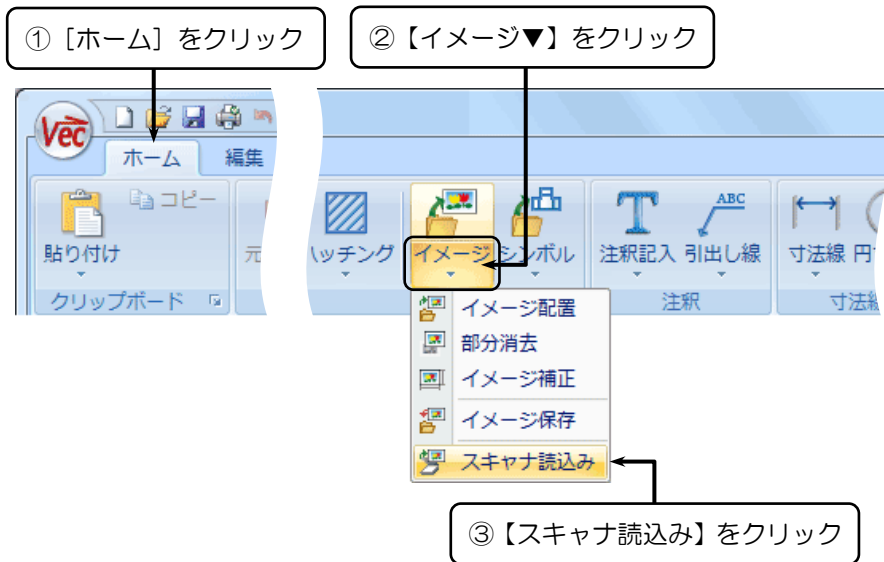 ①［ホーム］をクリック
②【イメージ▼】をクリック
Vec
ホーム 編集
コピー
貼り付け 元 ハッチング イメージ シンボル 注釈記入 引出し線 寸法線 円
ABC
クリップボード 注釈 寸法線
イメージ配置
部分消去
イメージ補正
イメージ保存
スキャナ読込み
③【スキャナ読込み】をクリック